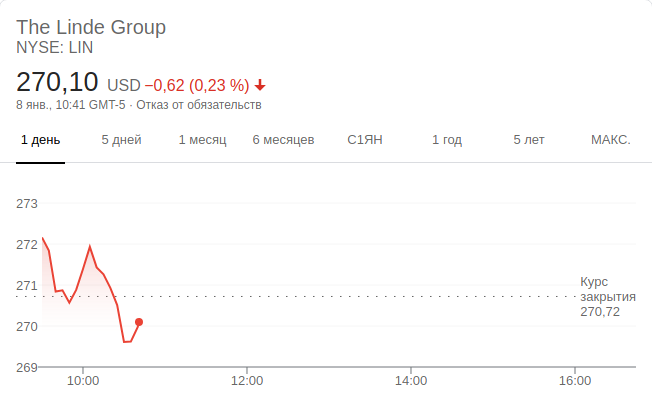 The Linde Group
NYSE: LIN
270,10 USD −0,62 (0,23 %)
8 янв., 10:41 GMT-5 · Отказ от обязательств
1 день 5 дней 1 месяц 6 месяцев С1ЯН 1 год 5 лет МАКС.
273
272
271
270
269
Курс
закрытия
270,72
10:00 12:00 14:00 16:00